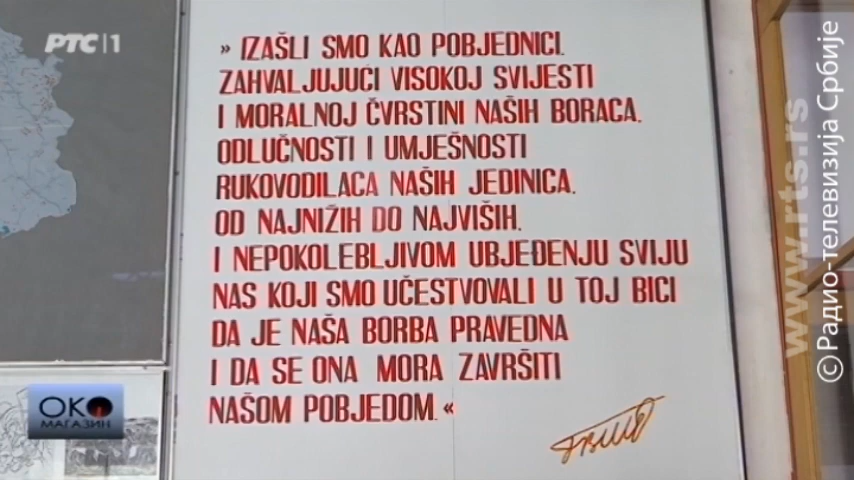 РТС|1
» IZAŠLI SMO KAO POBJEDNICI,
ZAHVALJUJUĆI VISOKOJ SVIJESTI
I MORALNOJ ČVRSTINI NAŠIH BORACA,
ODLUČNOSTI I UMJEŠNOSTI
RUKOVODILACA NAŠIH JEDINICA,
OD NAJNIŽIH DO NAJVIŠIH,
I NEPOKOLEBLJIVOM UBJEĐENJU SVIJU
NAS KOJI SMO UČESTVOVALI U TOJ BICI
DA JE NAŠA BORBA PRAVEDNA
I DA SE ONA MORA ZAVRŠITI
NAŠOM POBJEDOM. «
ОКО
МАГАЗИН
www.rts.rs
© Радио-телевизија Србије